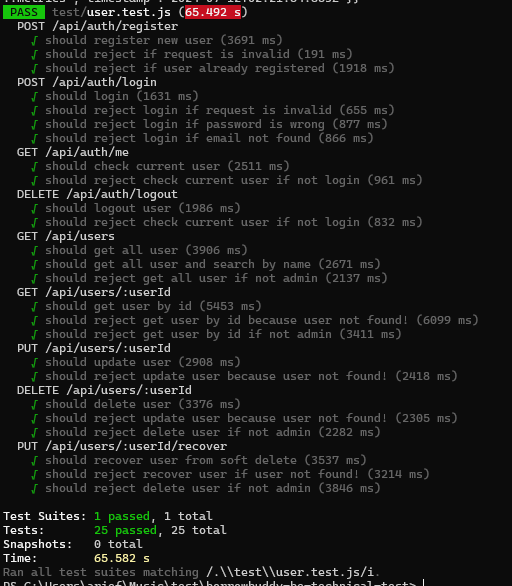 PASS test/user.test.js (65.492 s)
POST /api/auth/register
√ should register new user (3691 ms)
√ should reject if request is invalid (191 ms)
√ should reject if user already registered (1918 ms)
POST /api/auth/login
√ should login (1631 ms)
√ should reject login if request is invalid (655 ms)
√ should reject login if password is wrong (877 ms)
√ should reject login if email not found (866 ms)
GET /api/auth/me
√ should check current user (2511 ms)
√ should reject check current user if not login (961 ms)
DELETE /api/auth/logout
√ should logout user (1986 ms)
√ should reject check current user if not login (832 ms)
GET /api/users
√ should get all user (3906 ms)
√ should get all user and search by name (2671 ms)
√ should reject get all user if not admin (2137 ms)
GET /api/users/:userId
√ should get user by id (5453 ms)
√ should reject get user by id because user not found! (6099 ms)
√ should reject get user by id if not admin (3411 ms)
PUT /api/users/:userId
√ should update user (2908 ms)
√ should reject update user because user not found! (2418 ms)
DELETE /api/users/:userId
√ should delete user (3376 ms)
√ should reject update user because user not found! (2305 ms)
√ should reject delete user if not admin (2282 ms)
PUT /api/users/:userId/recover
√ should recover user from soft delete (3537 ms)
√ should reject recover user if user not found! (3214 ms)
√ should reject delete user if not admin (3846 ms)
Test Suites: 1 passed, 1 total
Tests: 25 passed, 25 total
Snapshots: 0 total
Time: 65.582 s
Ran all test suites matching /.\\test\\user.test.js/i.